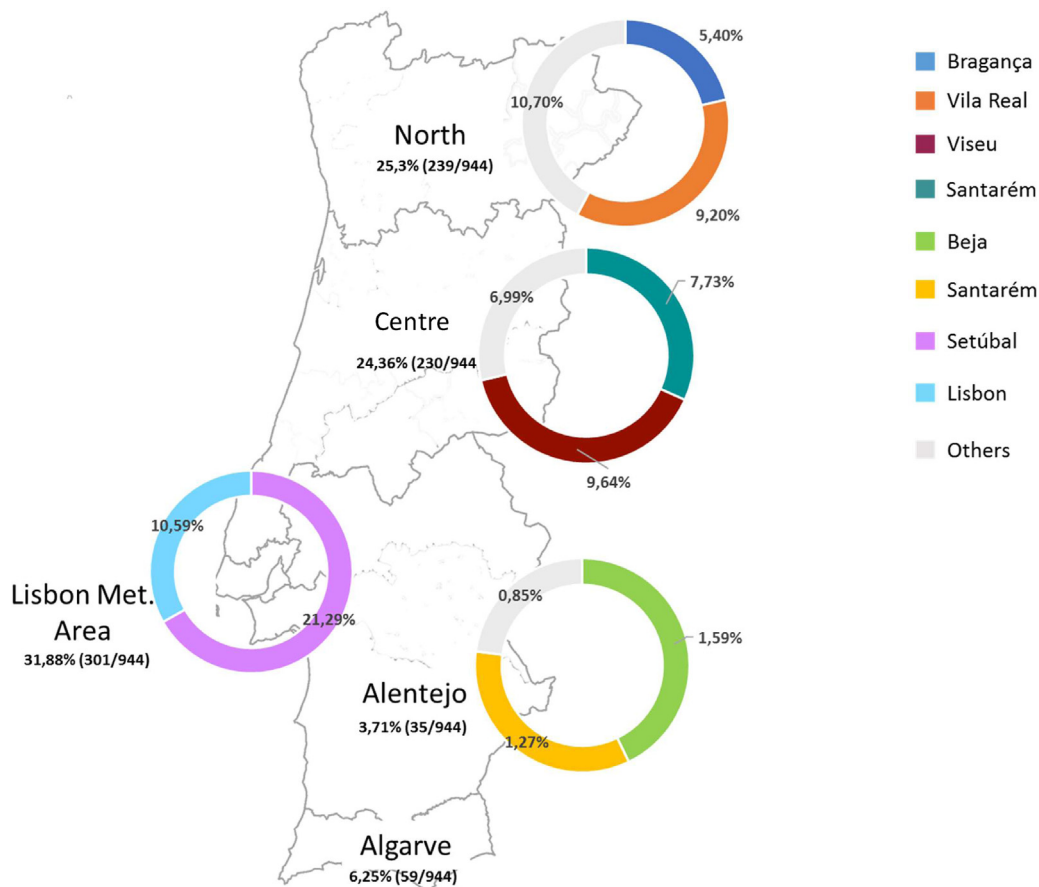 5,40%
10,70%
North
25,3% (239/944)
9,20%
7,73%
6,99%
Centre
24,36% (230/944
9,64%
10,59%
21,29%
Lisbon Met.
Area
31,88% (301/944)
0,85%
1,59%
Alentejo
3,71% (35/944)
1,27%
Algarve
6,25% (59/944)
Bragança
Vila Real
Viseu
Santarém
Beja
Santarém
Setúbal
Lisbon
Others